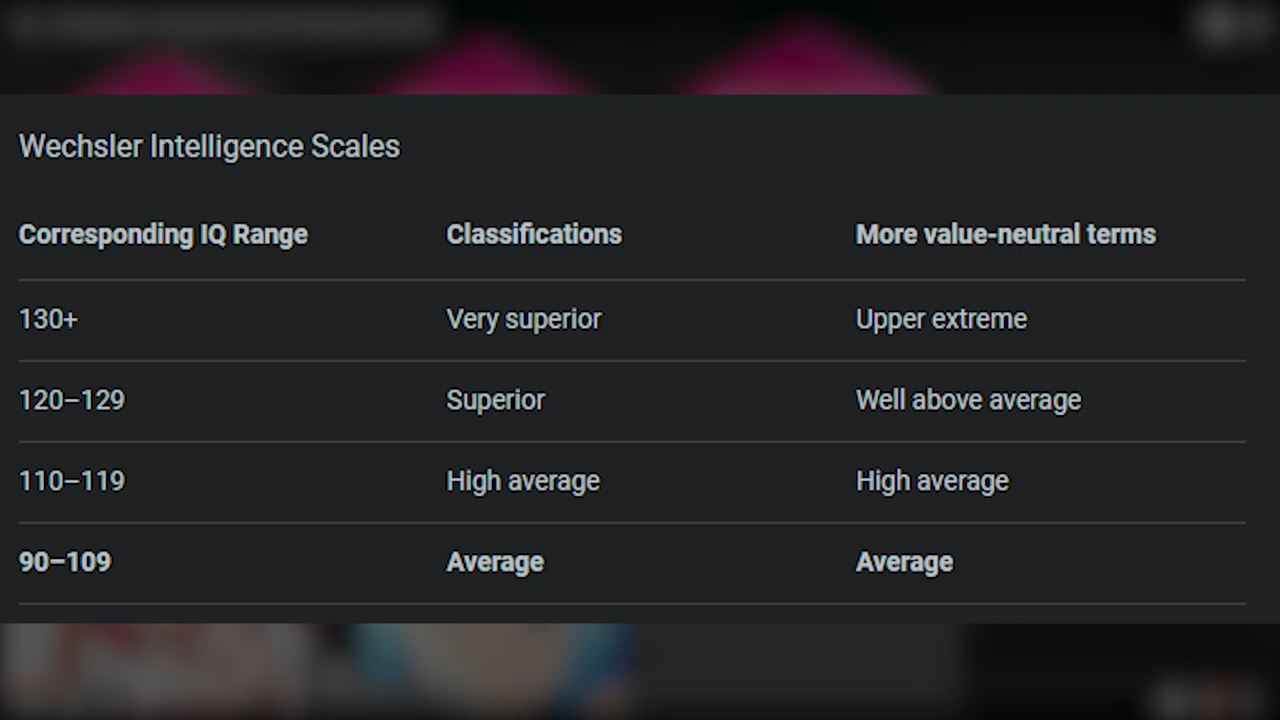 Wechsler Intelligence Scales
Corresponding IQ Range Classifications More value-neutral terms
130+ Very superior Upper extreme
120–129 Superior Well above average
110–119 High average High average
90–109 Average Average